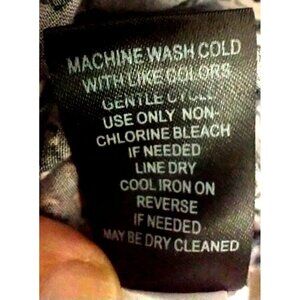 MACHINE WASH COLD
WITH LIKE COLORS
GENTLE CYCLE
USE ONLY NON-
CHLORINE BLEACH
IF NEEDED
LINE DRY
COOL IRON ON
REVERSE
IF NEEDED
MAY BE DRY CLEANED